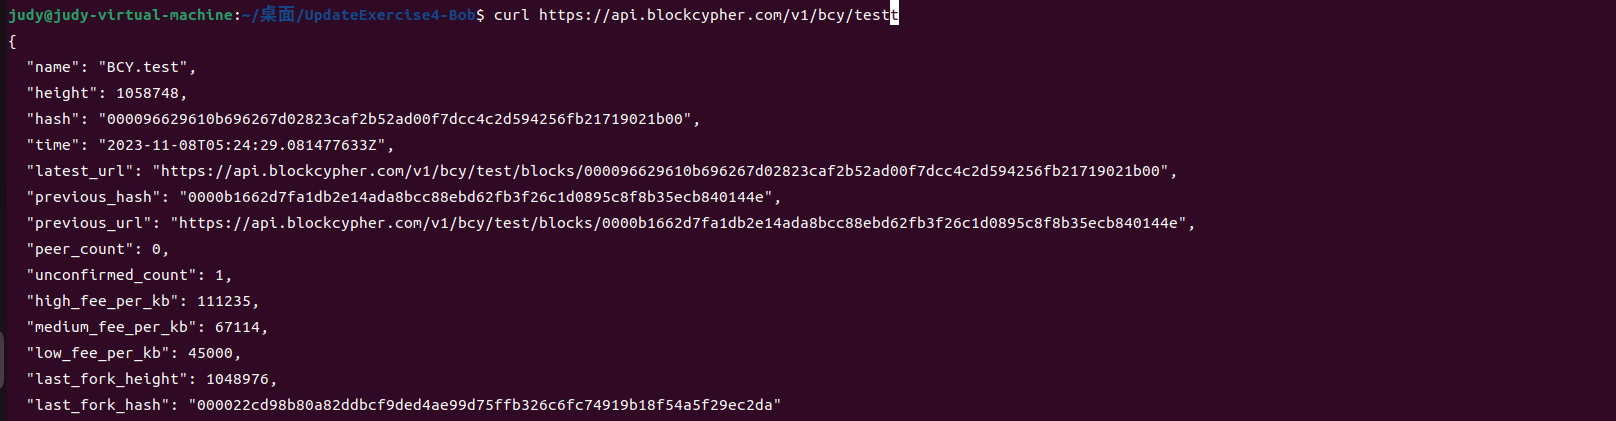 judy@judy-virtual-machine:~/桌面/UpdateExercise4-Bob$ curl https://api.blockcypher.com/v1/bcy/testt
{
  "name": "BCY.test",
  "height": 1058748,
  "hash": "000096629610b696267d02823caf2b52ad00f7dcc4c2d594256fb21719021b00",
  "time": "2023-11-08T05:24:29.081477633Z",
  "latest_url": "https://api.blockcypher.com/v1/bcy/test/blocks/000096629610b696267d02823caf2b52ad00f7dcc4c2d594256fb21719021b00",
  "previous_hash": "0000b1662d7fa1db2e14ada8bcc88ebd62fb3f26c1d0895c8f8b35ecb840144e",
  "previous_url": "https://api.blockcypher.com/v1/bcy/test/blocks/0000b1662d7fa1db2e14ada8bcc88ebd62fb3f26c1d0895c8f8b35ecb840144e",
  "peer_count": 0,
  "unconfirmed_count": 1,
  "high_fee_per_kb": 111235,
  "medium_fee_per_kb": 67114,
  "low_fee_per_kb": 45000,
  "last_fork_height": 1048976,
  "last_fork_hash": "000022cd98b80a82ddbcf9ded4ae99d75ffb326c6fc74919b18f54a5f29ec2da"